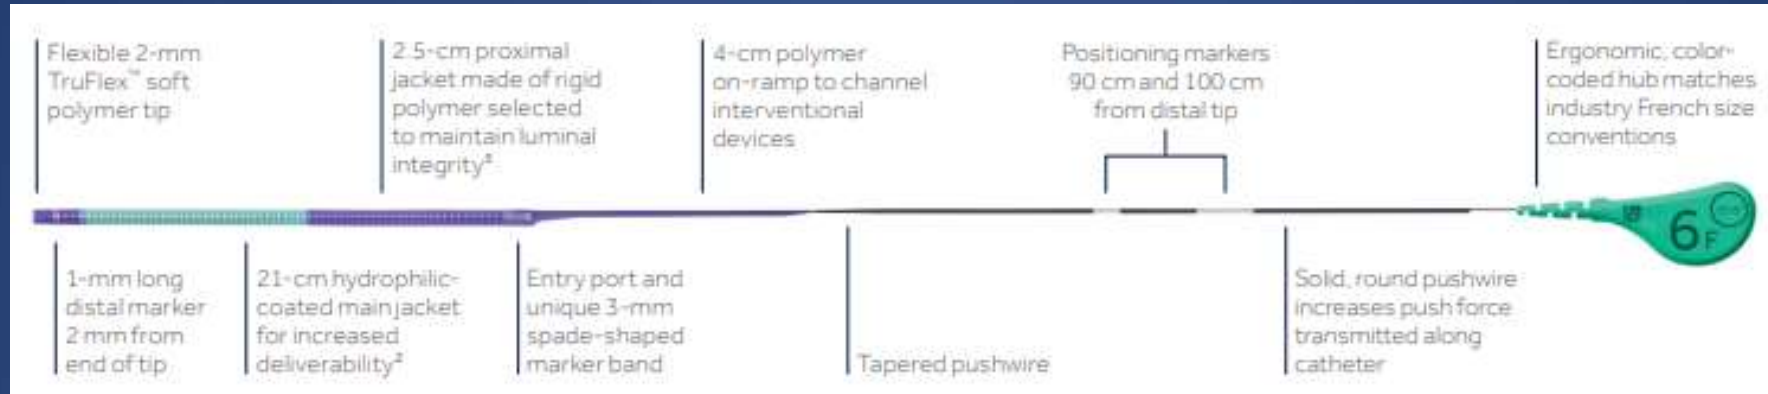 Flexible 2-mm
TruFlex™ soft
polymer tip
2.5-cm proximal
jacket made of rigid
polymer selected
to maintain luminal
integrity²
4-cm polymer
on-ramp to channel
interventional
devices
Positioning markers
90 cm and 100 cm
from distal tip
Ergonomic, color-
coded hub matches
industry French size
conventions
6F
1-mm long
distal marker
2 mm from
end of tip
21-cm hydrophilic-
coated main jacket
for increased
deliverability²
Entry port and
unique 3-mm
spade-shaped
marker band
Tapered pushwire
Solid, round pushwire
increases push force
transmitted along
catheter